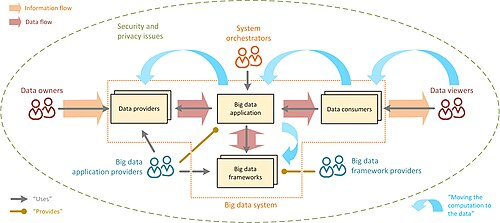 Information flow
Data flow
Security and
privacy issues
System
orchestrators
Data owners
Data viewers
Data providers
Big data
application
Data consumers
Big data
application providers
Big data
frameworks
Big data
framework providers
Big data system
"Uses"
"Provides"
"Moving the
computation to
the data"